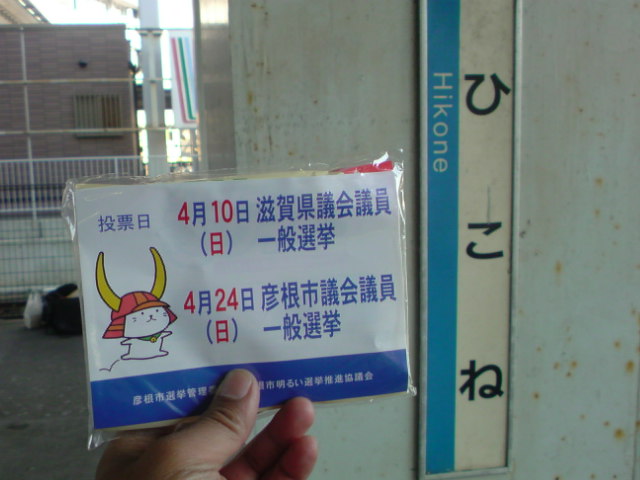 投票日
4月10日 滋賀県議会議員
(日) 一般選挙
4月24日 彦根市議会議員
(日) 一般選挙
彦根市選挙管理
根市明るい選挙推進協議会
ひこね
Hikone